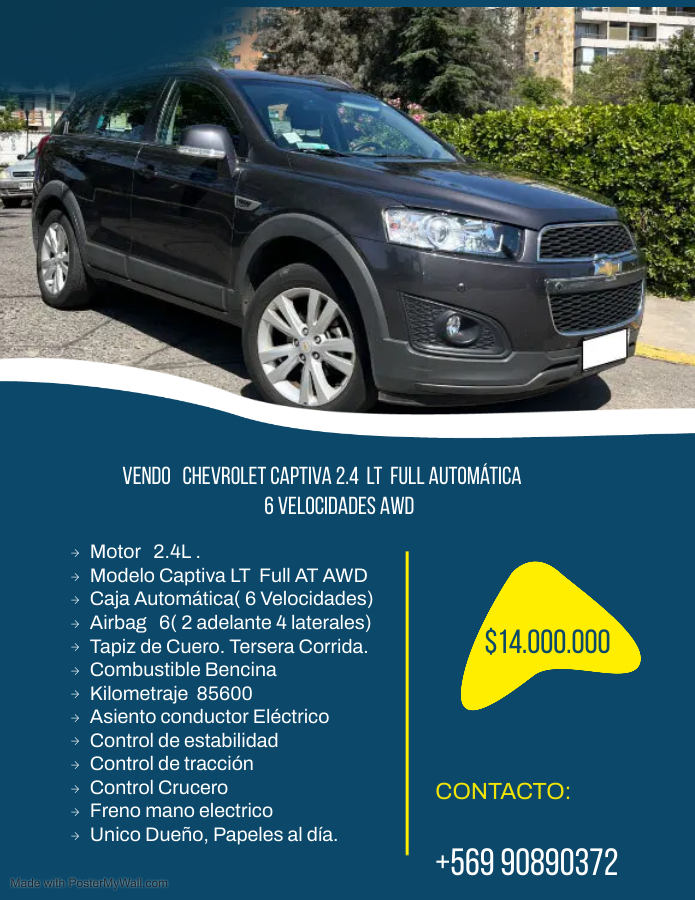 VENDO CHEVROLET CAPTIVA 2.4 LT FULL AUTOMÁTICA
6 VELOCIDADES AWD
→ Motor 2.4L .
→ Modelo Captiva LT Full AT AWD
→ Caja Automática( 6 Velocidades)
→ Airbag 6( 2 adelante 4 laterales)
→ Tapiz de Cuero. Tersera Corrida.
→ Combustible Bencina
→ Kilometraje 85600
→ Asiento conductor Eléctrico
→ Control de estabilidad
→ Control de tracción
→ Control Crucero
→ Freno mano electrico
→ Unico Dueño, Papeles al día.
$14.000.000
CONTACTO:
+569 90890372
Made with PosterMyWall.com